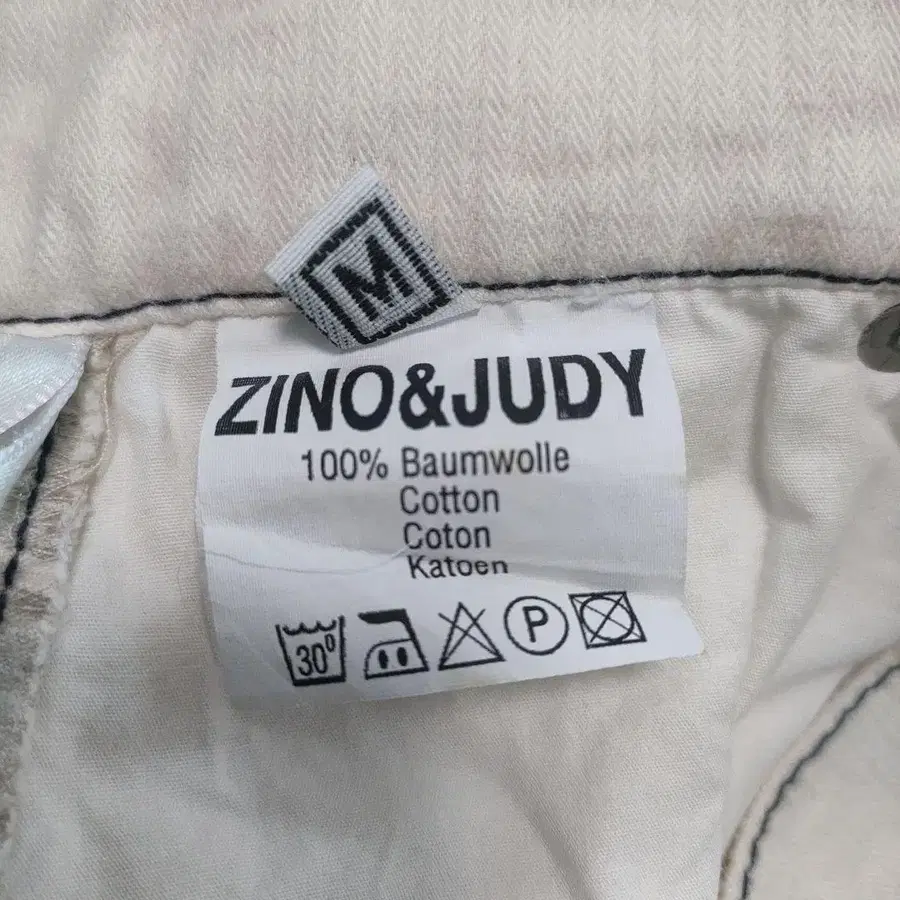 M
ZINO&JUDY
100% Baumwolle
Cotton
Coton
Katoen
30°
P